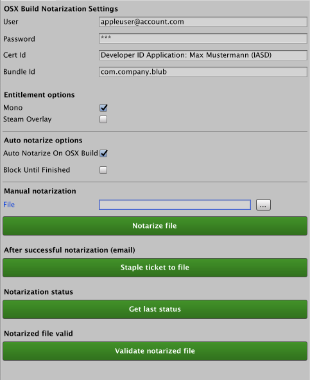 OSX Build Notarization Settings
User appleuser@account.com
Password ***
Cert Id Developer ID Application: Max Mustermann (IASD)
Bundle Id com.company.blub
Entitlement options
Mono
Steam Overlay
Auto notarize options
Auto Notarize On OSX Build
Block Until Finished
Manual notarization
File ...
Notarize file
After successful notarization (email)
Staple ticket to file
Notarization status
Get last status
Notarized file valid
Validate notarized file